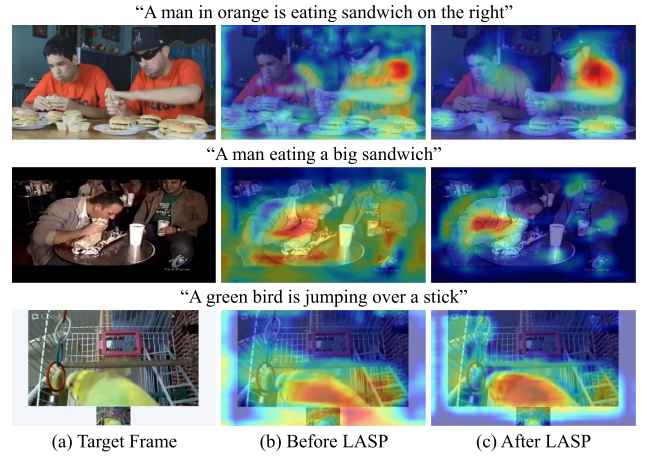 “A man in orange is eating sandwich on the right”
“A man eating a big sandwich”
“A green bird is jumping over a stick”
(a) Target Frame
(b) Before LASP
(c) After LASP